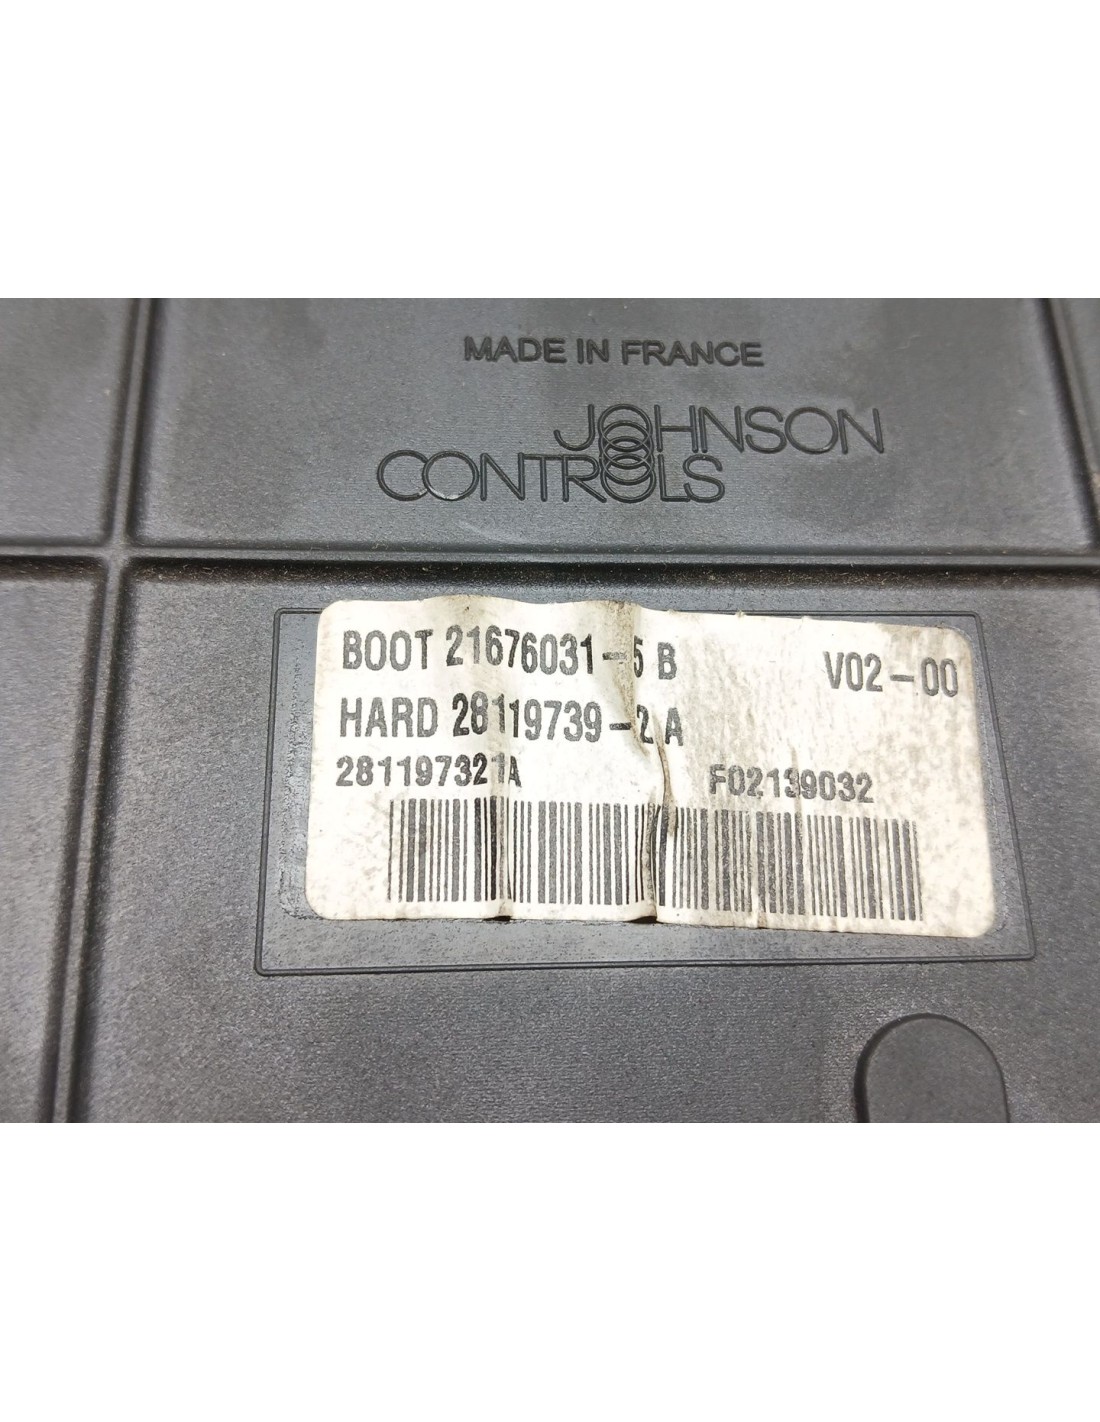 MADE IN FRANCE
JOHNSON
CONTROLS
BOOT 21676031-5 B V02-00
HARD 28119739-2 A
281197321A F02139032